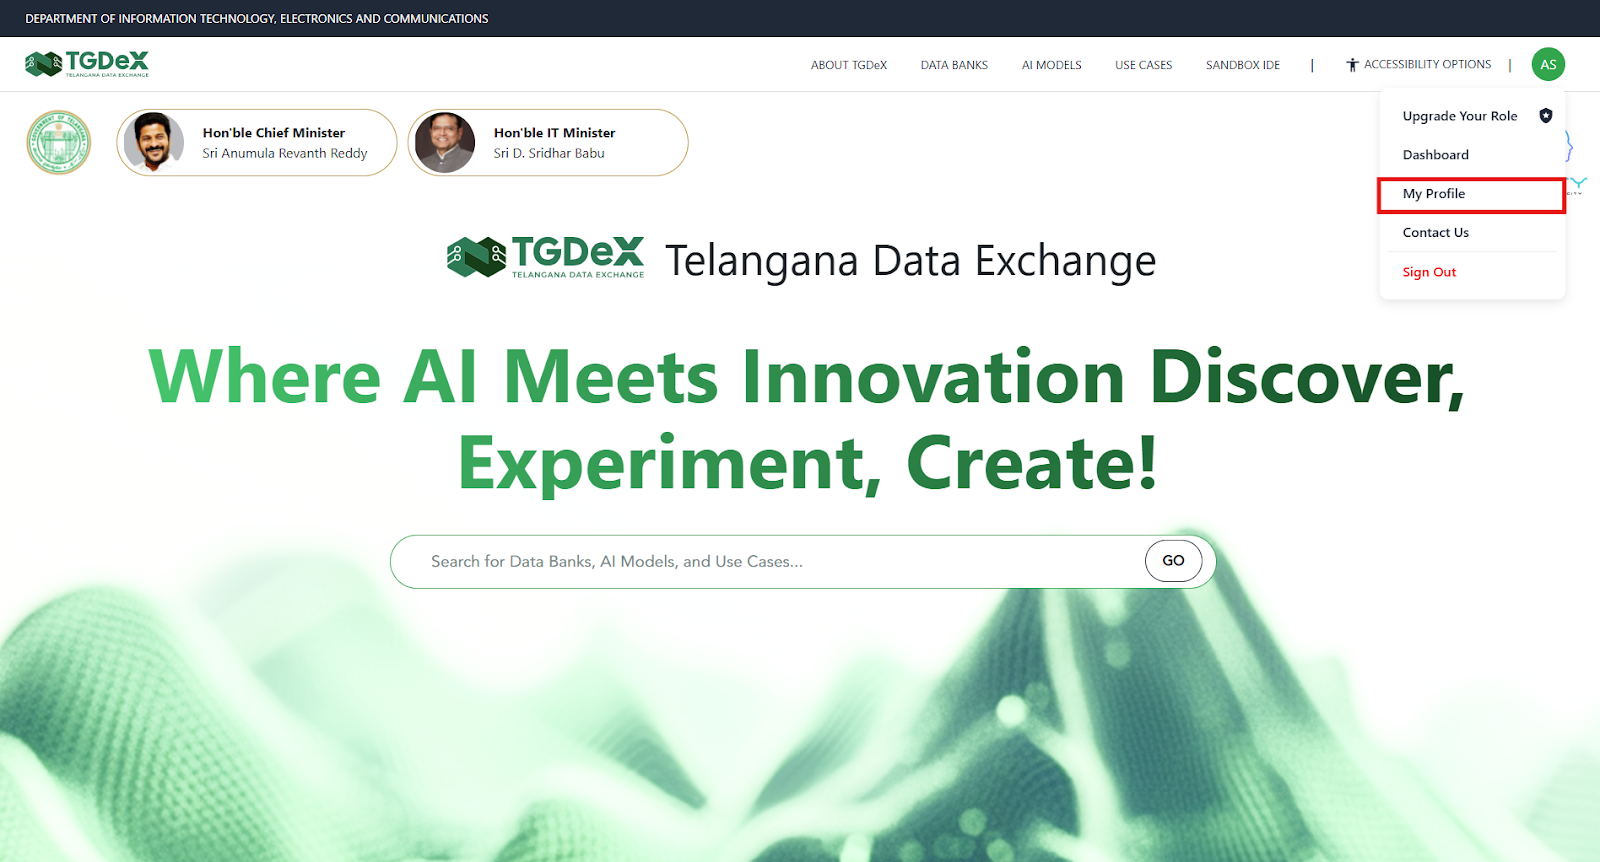 DEPARTMENT OF INFORMATION TECHNOLOGY, ELECTRONICS AND COMMUNICATIONS
TGDeX
TELANGANA DATA EXCHANGE
ABOUT TGDeX DATA BANKS AI MODELS USE CASES SANDBOX IDE | ACCESSIBILITY OPTIONS | AS
GOVERNMENT OF TELANGANA
Hon'ble Chief Minister
Sri Anumula Revanth Reddy
Hon'ble IT Minister
Sri D. Sridhar Babu
Upgrade Your Role
Dashboard
My Profile
Contact Us
Sign Out
TGDeX
TELANGANA DATA EXCHANGE
Telangana Data Exchange
Where AI Meets Innovation Discover,
Experiment, Create!
Search for Data Banks, AI Models, and Use Cases...
GO